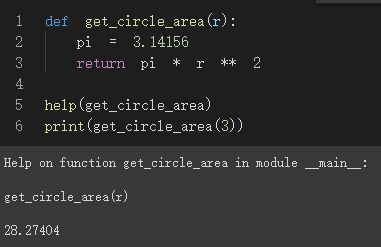 1 def get_circle_area(r):
2 pi = 3.14156
3 return pi * r ** 2
4
5 help(get_circle_area)
6 print(get_circle_area(3))
Help on function get_circle_area in module __main__:
get_circle_area(r)
28.27404